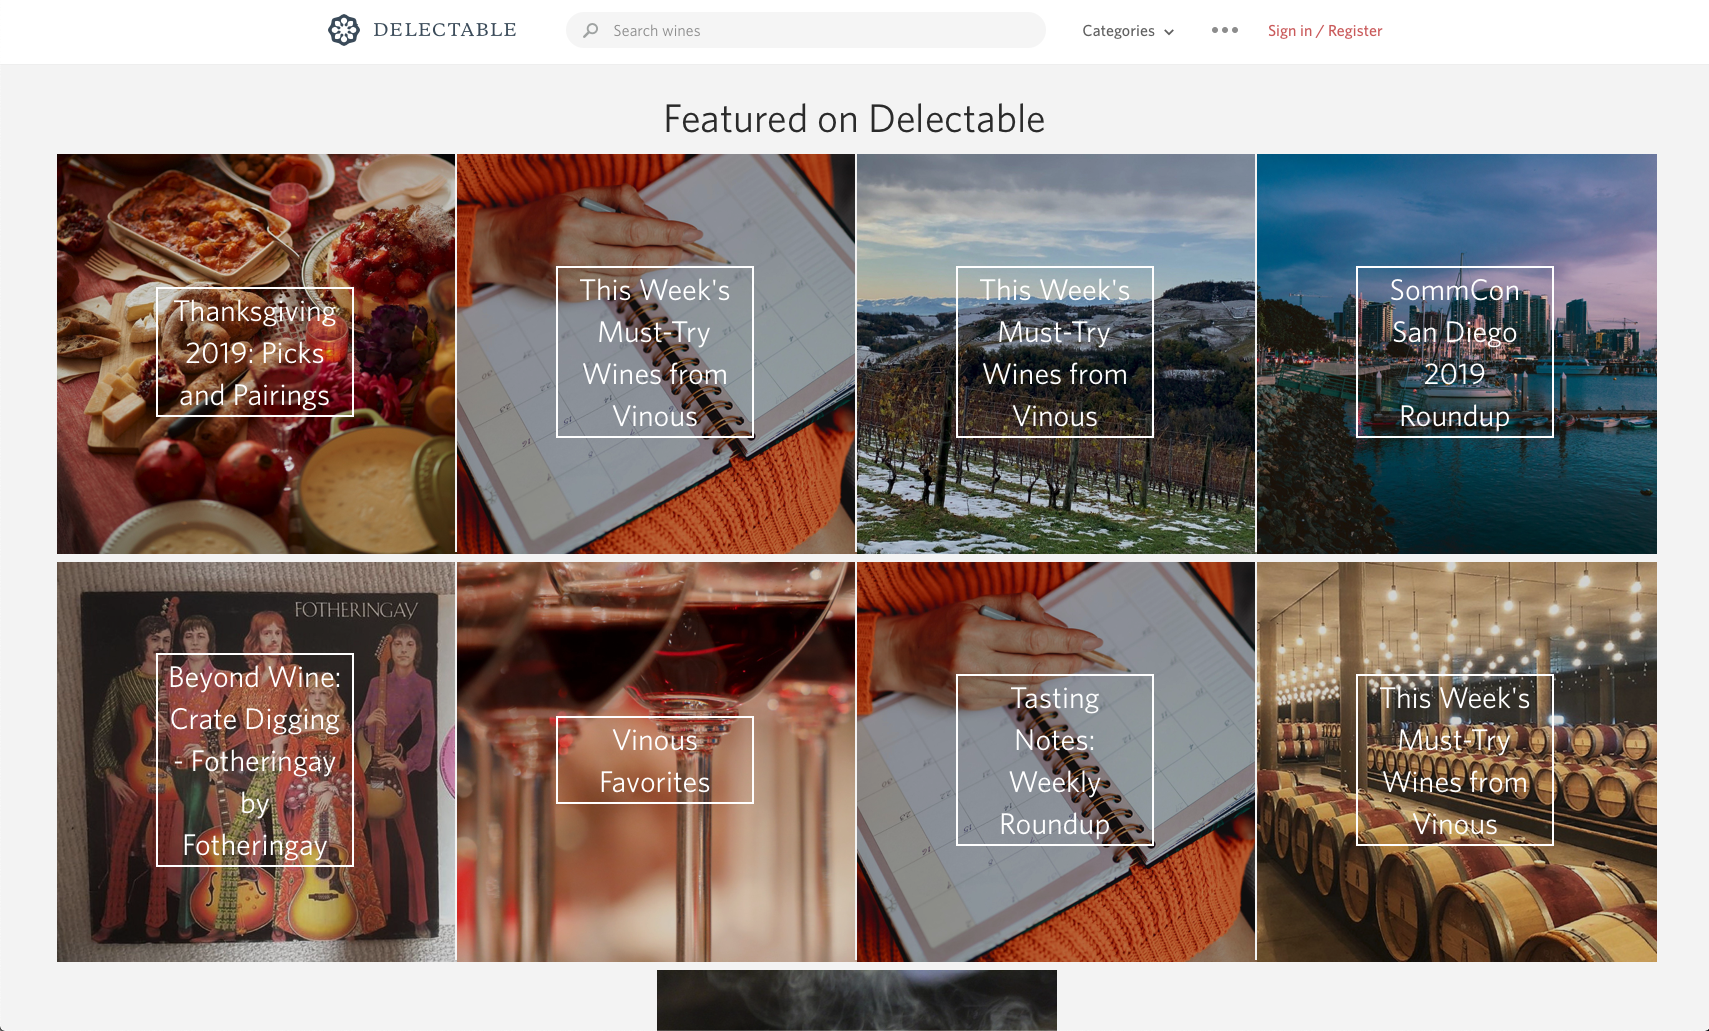 DELECTABLE
Search wines
Categories
Sign in / Register
Featured on Delectable
Thanksgiving
2019: Picks
and Pairings
This Week's
Must-Try
Wines from
Vinous
This Week's
Must-Try
Wines from
Vinous
SommCon
San Diego
2019
Roundup
FOTHERINGAY
Beyond Wine:
Crate Digging
- Fotheringay
by
Fotheringay
Vinous
Favorites
Tasting
Notes:
Weekly
Roundup
This Week's
Must-Try
Wines from
Vinous